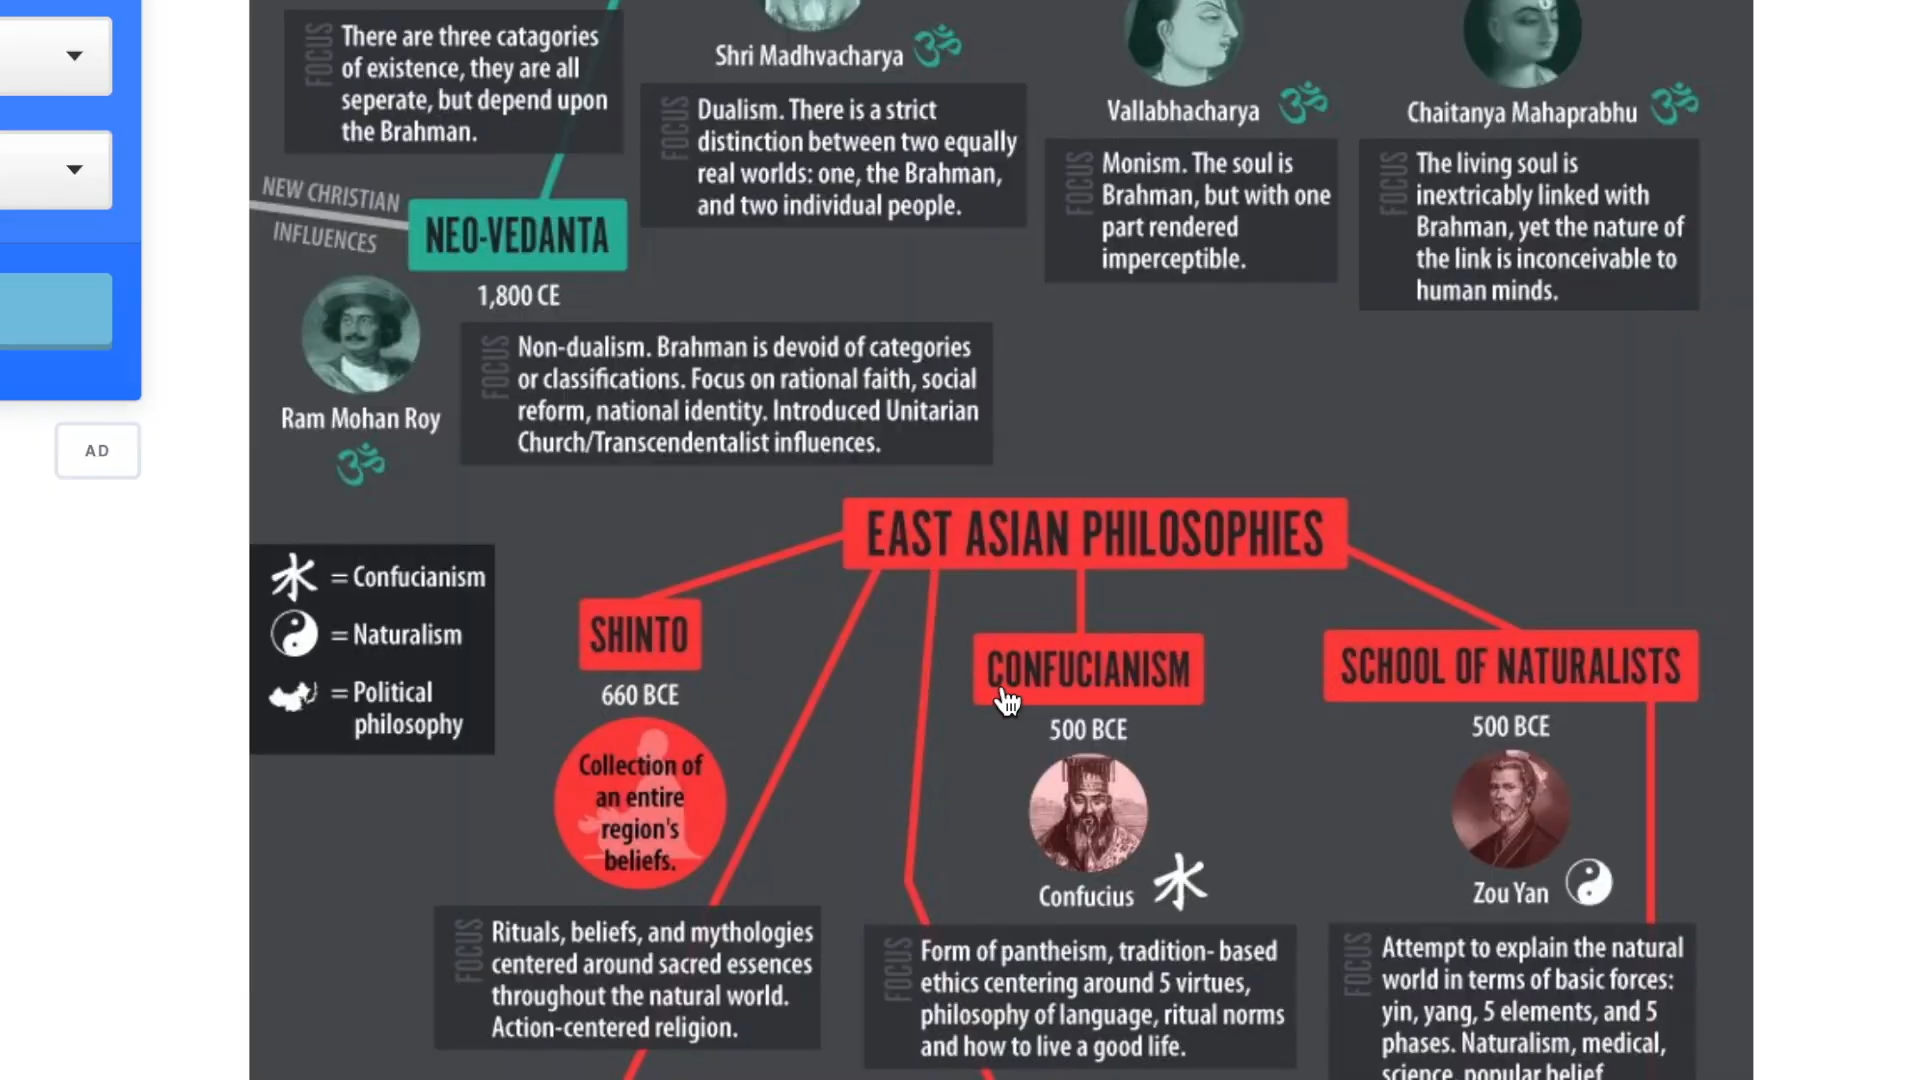 FOCUS
There are three catagories
of existence, they are all
seperate, but depend upon
the Brahman.
Shri Madhvacharya ॐ
FOCUS
Dualism. There is a strict
distinction between two equally
real worlds: one, the Brahman,
and two individual people.
Vallabhacharya ॐ
FOCUS
Monism. The soul is
Brahman, but with one
part rendered
imperceptible.
Chaitanya Mahaprabhu ॐ
FOCUS
The living soul is
inextricably linked with
Brahman, yet the nature of
the link is inconceivable to
human minds.
NEW CHRISTIAN
INFLUENCES
NEO-VEDANTA
1,800 CE
Ram Mohan Roy
ॐ
FOCUS
Non-dualism. Brahman is devoid of categories
or classifications. Focus on rational faith, social
reform, national identity. Introduced Unitarian
Church/Transcendentalist influences.
AD
EAST ASIAN PHILOSOPHIES
水 = Confucianism
= Naturalism
= Political
philosophy
SHINTO
660 BCE
Collection of
an entire
region's
beliefs.
FOCUS
Rituals, beliefs, and mythologies
centered around sacred essences
throughout the natural world.
Action-centered religion.
CONFUCIANISM
500 BCE
Confucius 水
FOCUS
Form of pantheism, tradition- based
ethics centering around 5 virtues,
philosophy of language, ritual norms
and how to live a good life.
SCHOOL OF NATURALISTS
500 BCE
Zou Yan
FOCUS
Attempt to explain the natural
world in terms of basic forces:
yin, yang, 5 elements, and 5
phases. Naturalism, medical,
science, popular belief